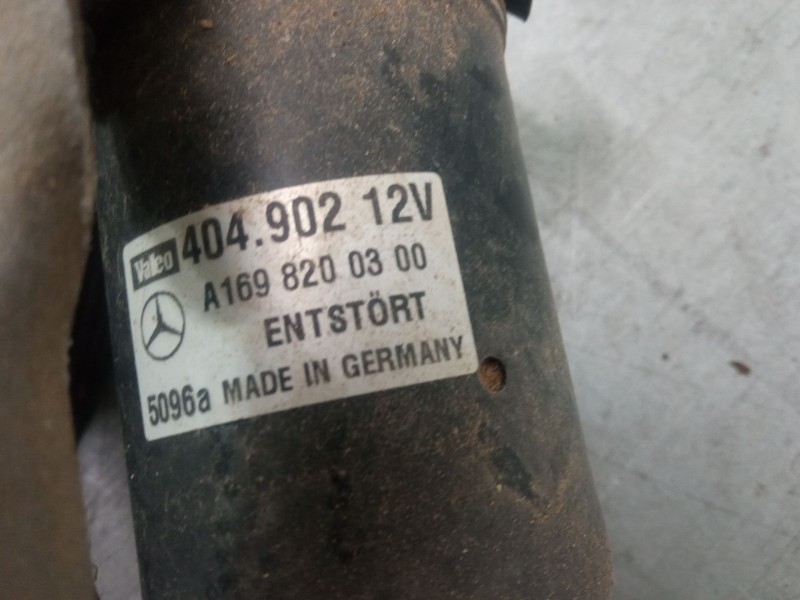 Valeo 404.902 12V
A169 820 03 00
ENTSTÖRT
5096a MADE IN GERMANY